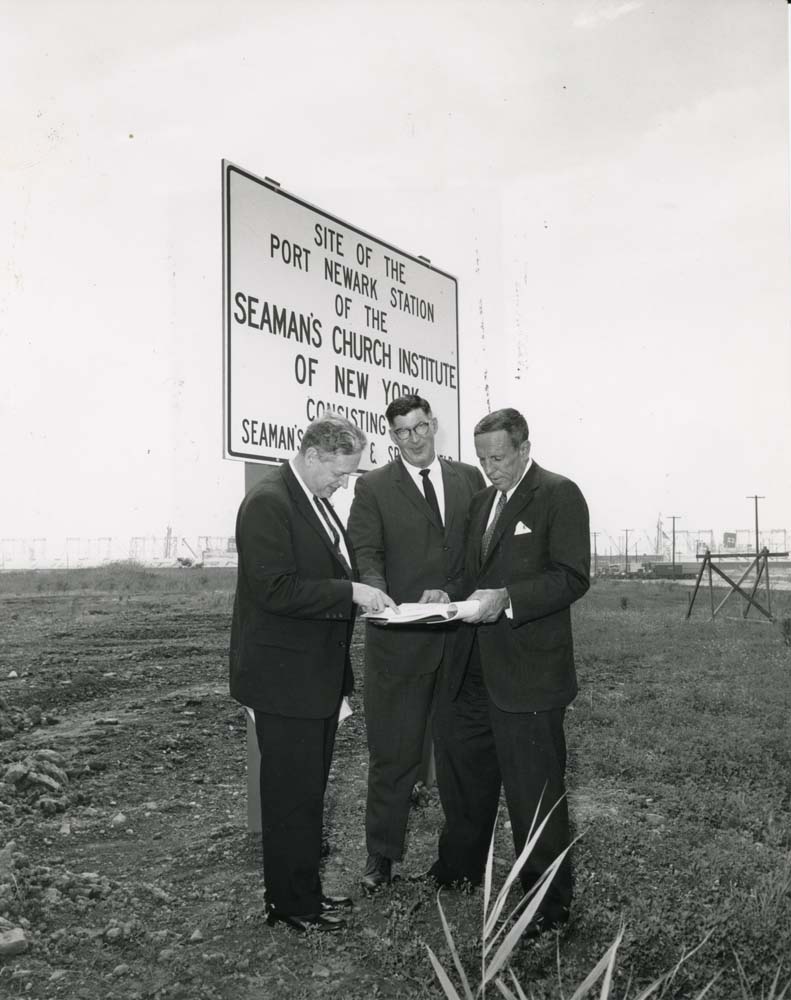 SITE OF THE
PORT NEWARK STATION
OF THE
SEAMAN'S CHURCH INSTITUTE
OF NEW YORK
CONSISTING
SEAMAN'S &